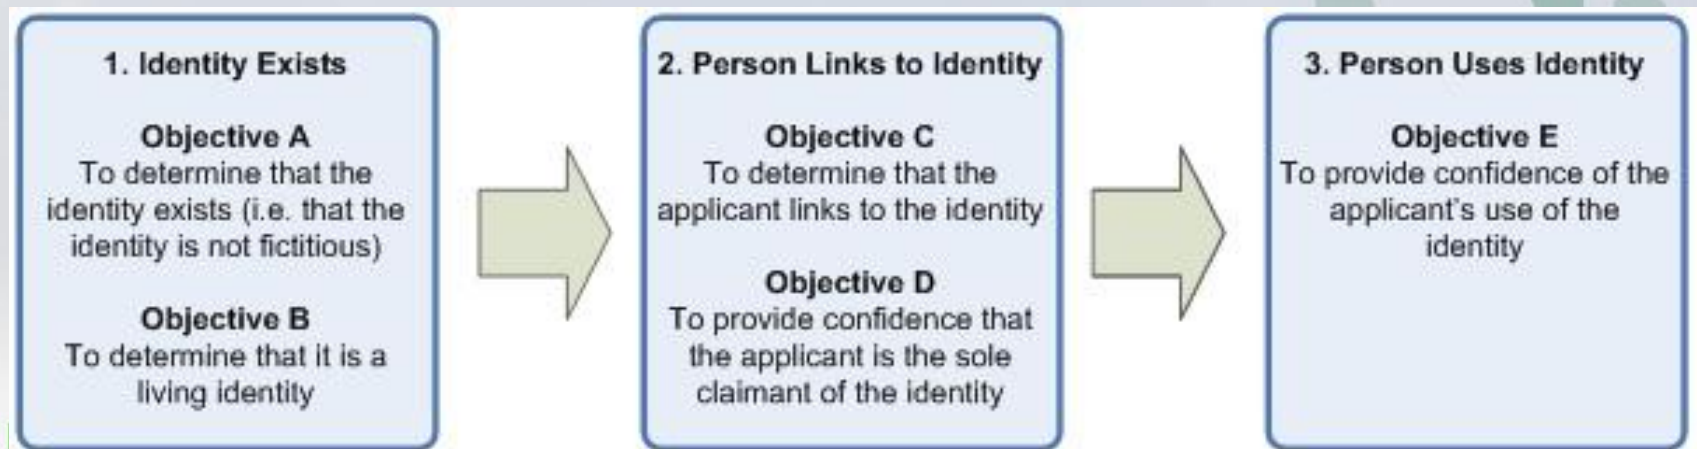 1. Identity Exists
Objective A
To determine that the
identity exists (i.e. that the
identity is not fictitious)
Objective B
To determine that it is a
living identity
2. Person Links to Identity
Objective C
To determine that the
applicant links to the identity
Objective D
To provide confidence that
the applicant is the sole
claimant of the identity
3. Person Uses Identity
Objective E
To provide confidence of the
applicant's use of the
identity